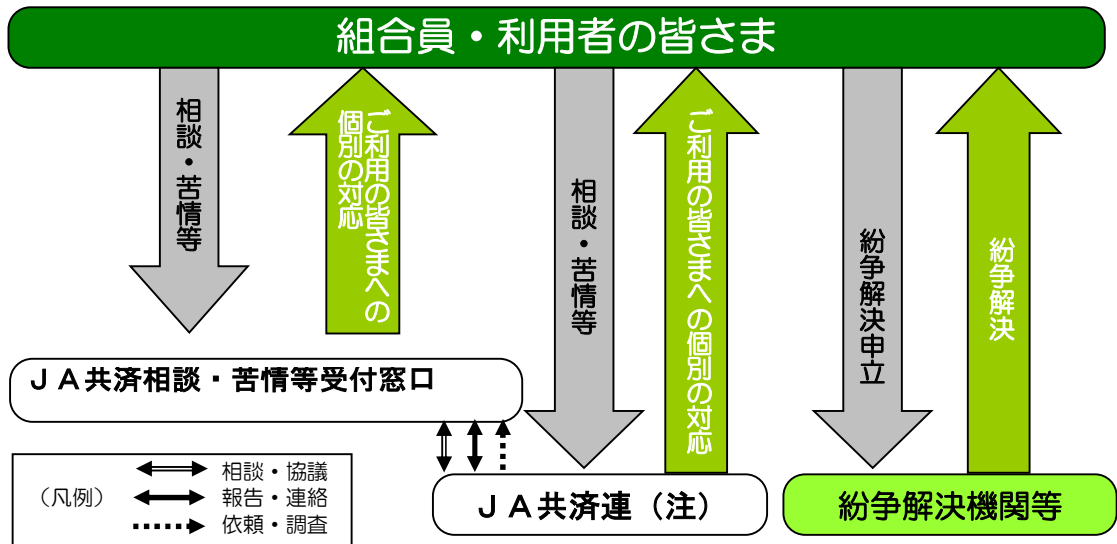 組合員・利用者の皆さま
相談・苦情等
ご利用の皆さまへの
個別の対応
相談・苦情等
ご利用の皆さまへの個別の対応
紛争解決申立
紛争解決
ＪＡ共済相談・苦情等受付窓口
（凡例）
相談・協議
報告・連絡
依頼・調査
ＪＡ共済連（注）
紛争解決機関等